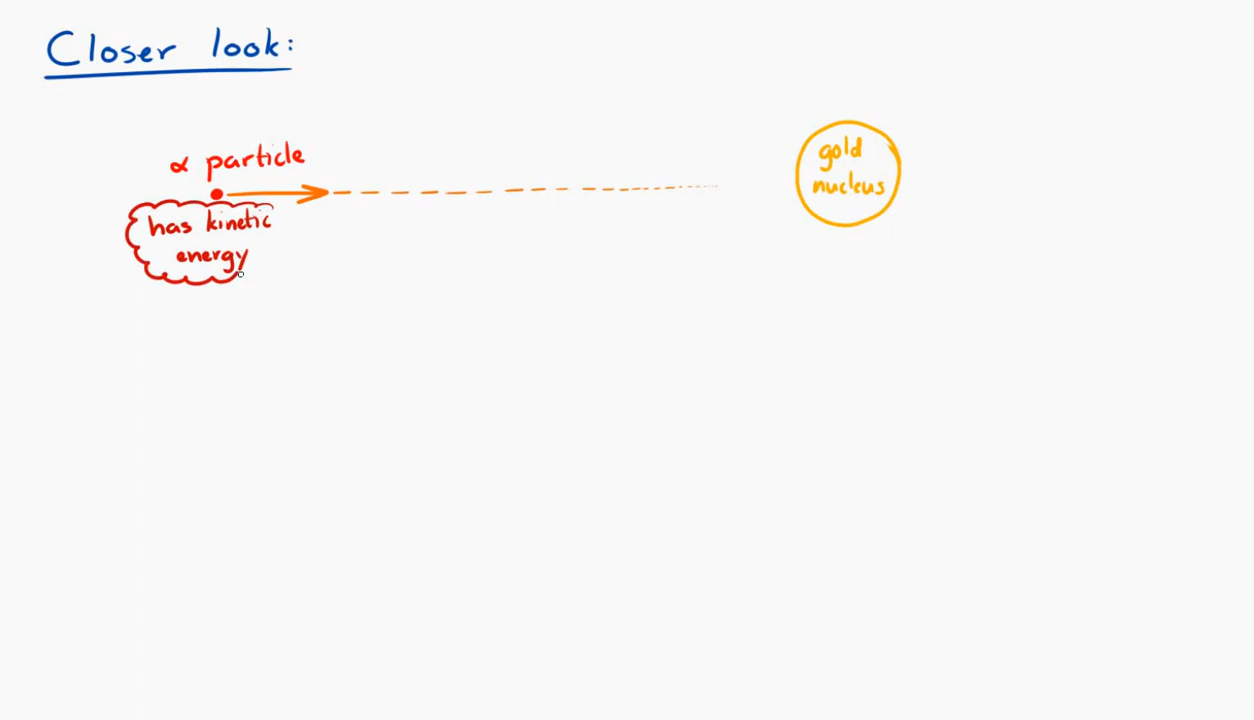 Closer look:
α particle
has kinetic
energy
gold
nucleus